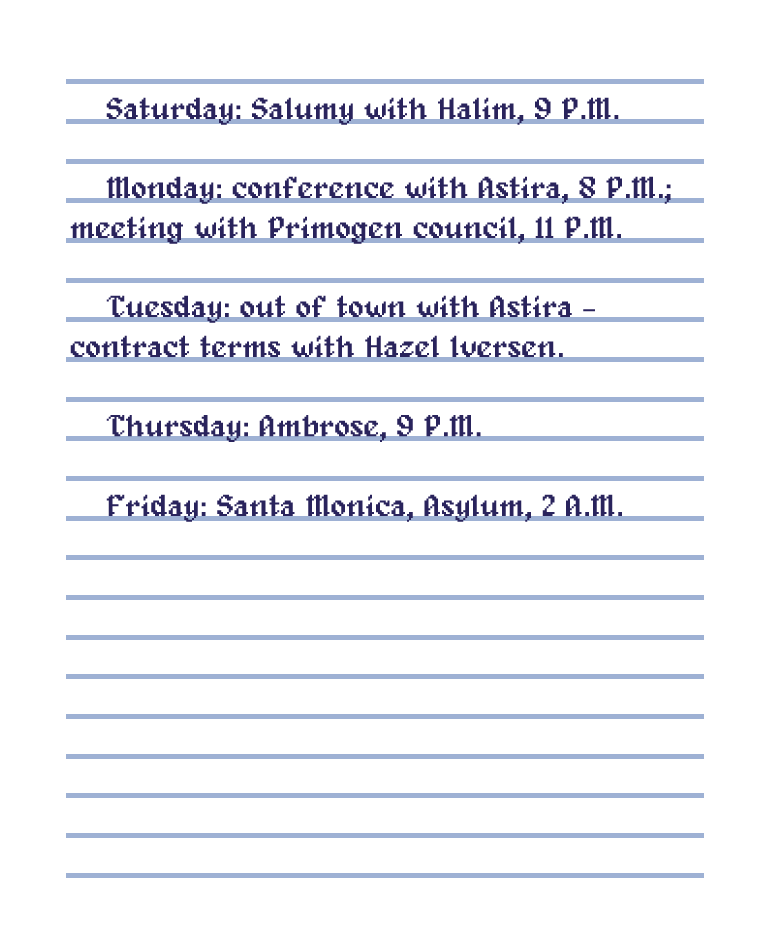 Saturday: Salumy with Halim, 9 P.M.
Monday: conference with Astira, 8 P.M.;
meeting with Primogen council, 11 P.M.
Tuesday: out of town with Astira –
contract terms with Hazel Iversen.
Thursday: Ambrose, 9 P.M.
Friday: Santa Monica, Asylum, 2 A.M.